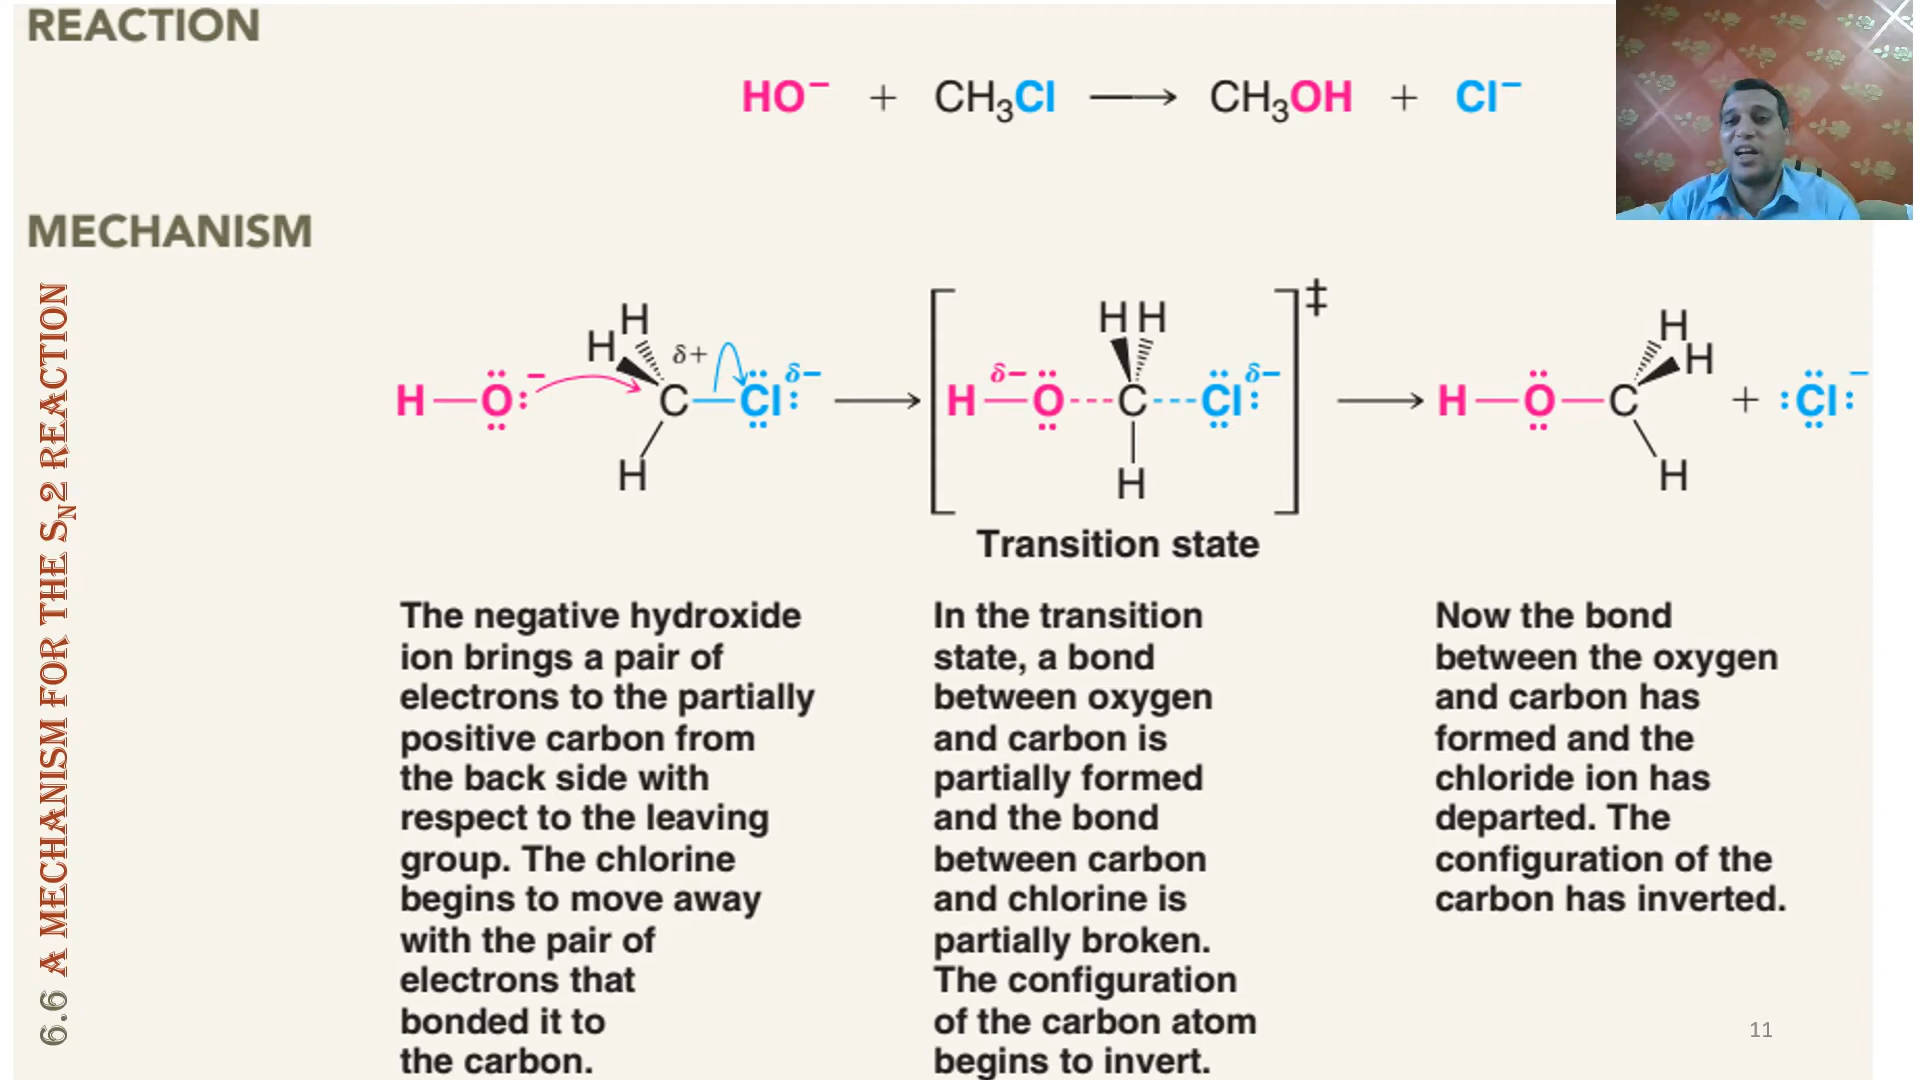 REACTION
HO⁻ + CH₃Cl ⟶ CH₃OH + Cl⁻
MECHANISM
6.6 A MECHANISM FOR THE SN2 REACTION
H H H H H
H—Ö:⁻ C—Cl: δ+ δ− ⟶ [H—O---C---Cl: δ− δ−]‡ ⟶ H—O—C H + :Cl:⁻
H H H
Transition state
The negative hydroxide
ion brings a pair of
electrons to the partially
positive carbon from
the back side with
respect to the leaving
group. The chlorine
begins to move away
with the pair of
electrons that
bonded it to
the carbon.
In the transition
state, a bond
between oxygen
and carbon is
partially formed
and the bond
between carbon
and chlorine is
partially broken.
The configuration
of the carbon atom
begins to invert.
Now the bond
between the oxygen
and carbon has
formed and the
chloride ion has
departed. The
configuration of the
carbon has inverted.
11